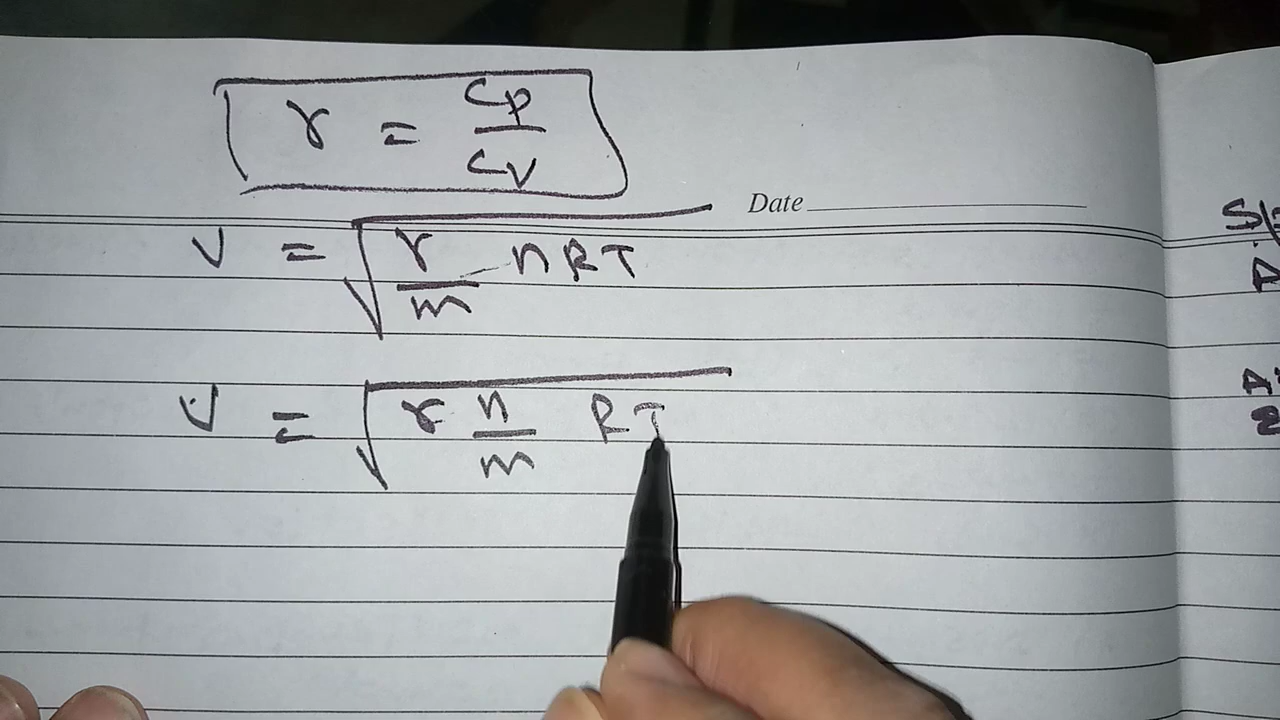 γ = Cp/Cv
Date
V = √(γ/m nRT)
V = √(γ n/m RT)